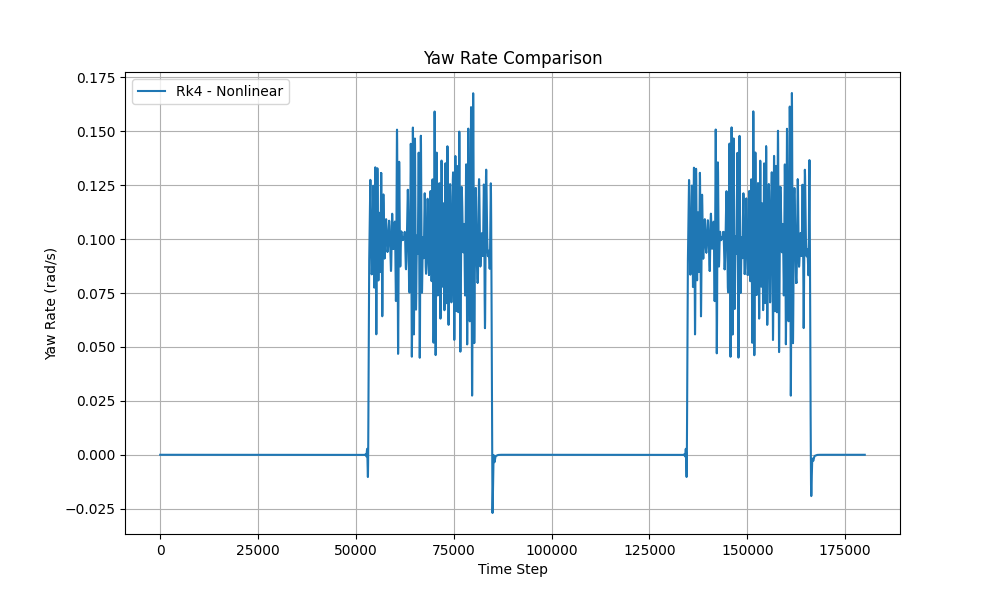 Yaw Rate Comparison
Rk4 - Nonlinear
Yaw Rate (rad/s)
0.175
0.150
0.125
0.100
0.075
0.050
0.025
0.000
−0.025
0 25000 50000 75000 100000 125000 150000 175000
Time Step